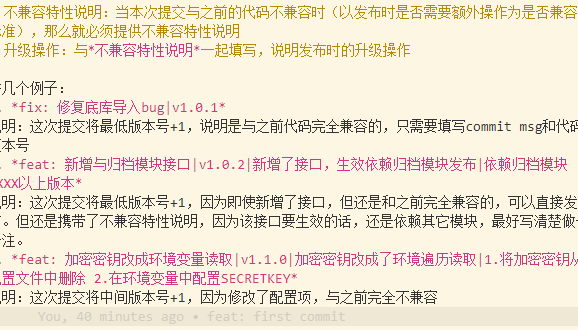 不兼容特性说明：当本次提交与之前的代码不兼容时（以发布时是否需要额外操作为是否兼容
准），那么就必须提供不兼容特性说明
升级操作：与*不兼容特性说明*一起填写，说明发布时的升级操作
几个例子：
. *fix: 修复底库导入bug|v1.0.1*
明：这次提交将最低版本号+1，说明是与之前代码完全兼容的，只需要填写commit msg和代码
本号
. *feat: 新增与归档模块接口|v1.0.2|新增了接口，生效依赖归档模块发布|依赖归档模块
XXX以上版本*
明：这次提交将最低版本号+1，因为即使新增了接口，但还是和之前完全兼容的，可以直接发
。但还是携带了不兼容特性说明，因为该接口要生效的话，还是依赖其它模块，最好写清楚做
注。
. *feat: 加密密钥改成环境变量读取|v1.1.0|加密密钥改成了环境遍历读取|1.将加密密钥从
置文件中删除 2.在环境变量中配置SECRETKEY*
明：这次提交将中间版本号+1，因为修改了配置项，与之前完全不兼容
You, 40 minutes ago • feat: first commit